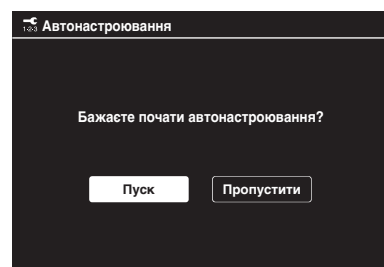 Автонастроювання
Бажаєте почати автонастроювання?
Пуск
Пропустити